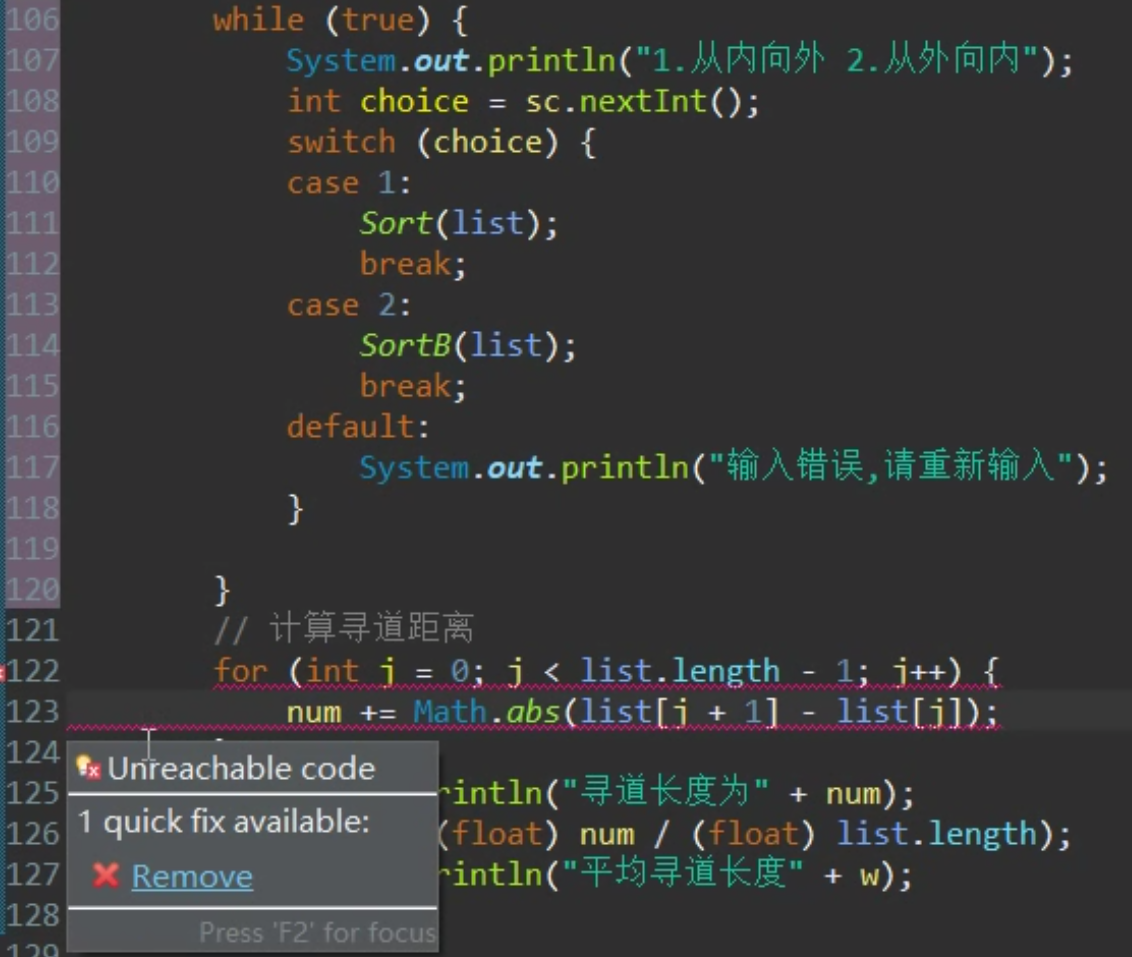 106 while (true) {
107 System.out.println("1.从内向外 2.从外向内");
108 int choice = sc.nextInt();
109 switch (choice) {
110 case 1:
111 Sort(list);
112 break;
113 case 2:
114 SortB(list);
115 break;
116 default:
117 System.out.println("输入错误,请重新输入");
118 }
119
120 }
121 // 计算寻道距离
122 for (int j = 0; j < list.length - 1; j++) {
123 num += Math.abs(list[j + 1] - list[j]);
124
Unreachable code
125 rintln("寻道长度为" + num);
1 quick fix available:
126 (float) num / (float) list.length);
127 rintln("平均寻道长度" + w);
Remove
128
Press 'F2' for focus
129